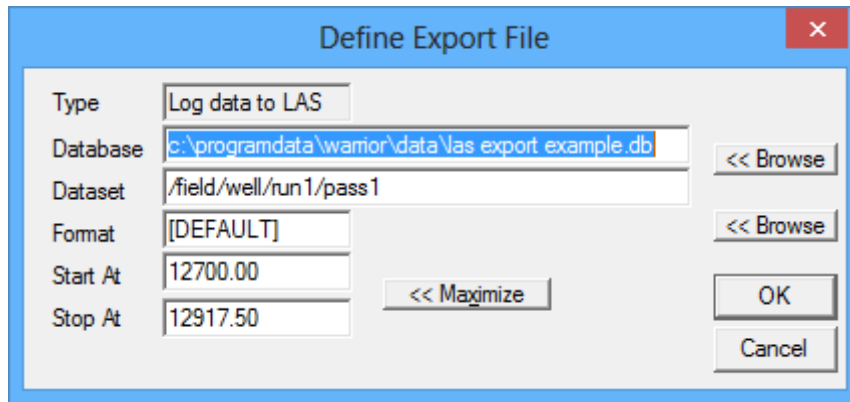 Define Export File
Type Log data to LAS
Database c:\programdata\warrior\data\las export example.db << Browse
Dataset /field/well/run1/pass1
Format [DEFAULT] << Browse
Start At 12700.00
<< Maximize OK
Stop At 12917.50
Cancel